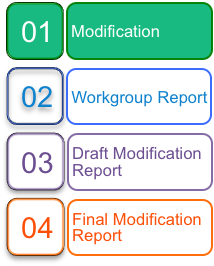 01 Modification
02 Workgroup Report
03 Draft Modification
Report
04 Final Modification
Report